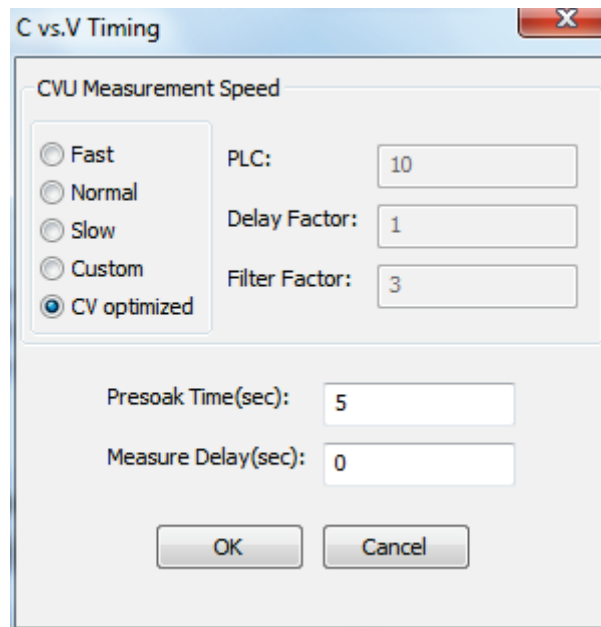 C vs.V Timing
CVU Measurement Speed
Fast
Normal
Slow
Custom
CV optimized
PLC: 10
Delay Factor: 1
Filter Factor: 3
Presoak Time(sec): 5
Measure Delay(sec): 0
OK Cancel